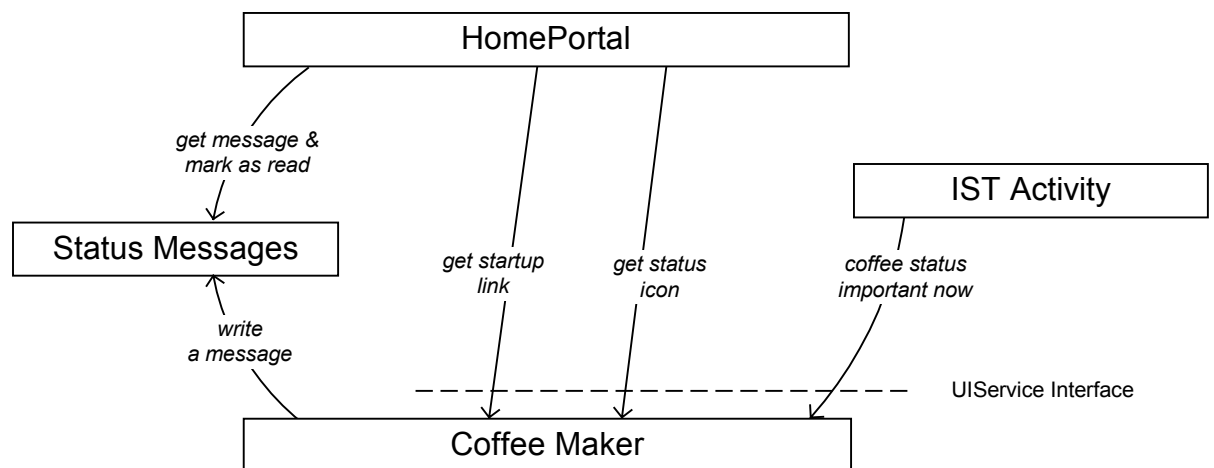 HomePortal
get message &
mark as read
IST Activity
Status Messages
get startup
link
get status
icon
coffee status
important now
write
a message
UIService Interface
Coffee Maker